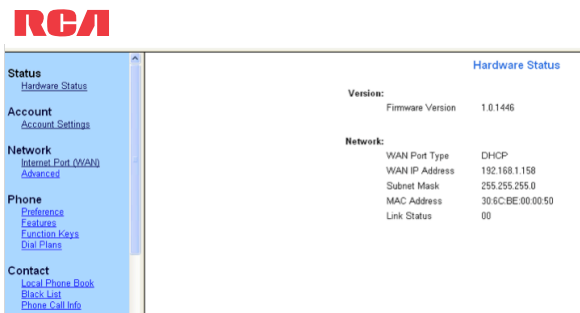 RCA
Status
Hardware Status
Account
Account Settings
Network
Internet Port (WAN)
Advanced
Phone
Preference
Features
Function Keys
Dial Plans
Contact
Local Phone Book
Black List
Phone Call Info
Hardware Status
Version:
Firmware Version 1.0.1446
Network:
WAN Port Type DHCP
WAN IP Address 192.168.1.158
Subnet Mask 255.255.255.0
MAC Address 30:6C:BE:00:00:50
Link Status 00